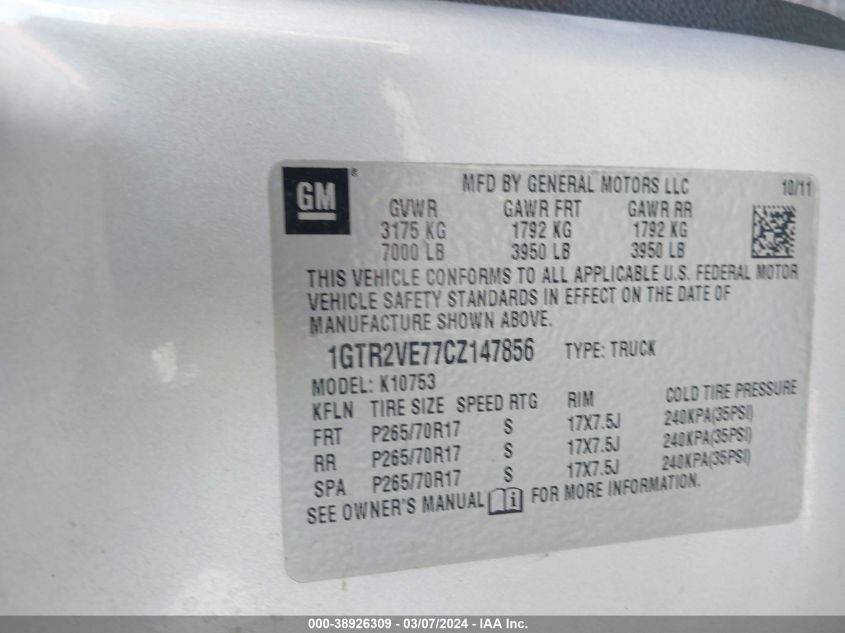 GM®
MFD BY GENERAL MOTORS LLC 10/11
GVWR GAWR FRT GAWR RR
3175 KG 1792 KG 1792 KG
7000 LB 3950 LB 3950 LB
THIS VEHICLE CONFORMS TO ALL APPLICABLE U.S. FEDERAL MOTOR
VEHICLE SAFETY STANDARDS IN EFFECT ON THE DATE OF
MANUFACTURE SHOWN ABOVE.
1GTR2VE77CZ147856 TYPE: TRUCK
MODEL: K10753
KFLN TIRE SIZE SPEED RTG RIM COLD TIRE PRESSURE
FRT P265/70R17 S 17X7.5J 240KPA(35PSI)
RR P265/70R17 S 17X7.5J 240KPA(35PSI)
SPA P265/70R17 S 17X7.5J 240KPA(35PSI)
SEE OWNER'S MANUAL FOR MORE INFORMATION.
000-38926309 — 03/07/2024 — IAA Inc.